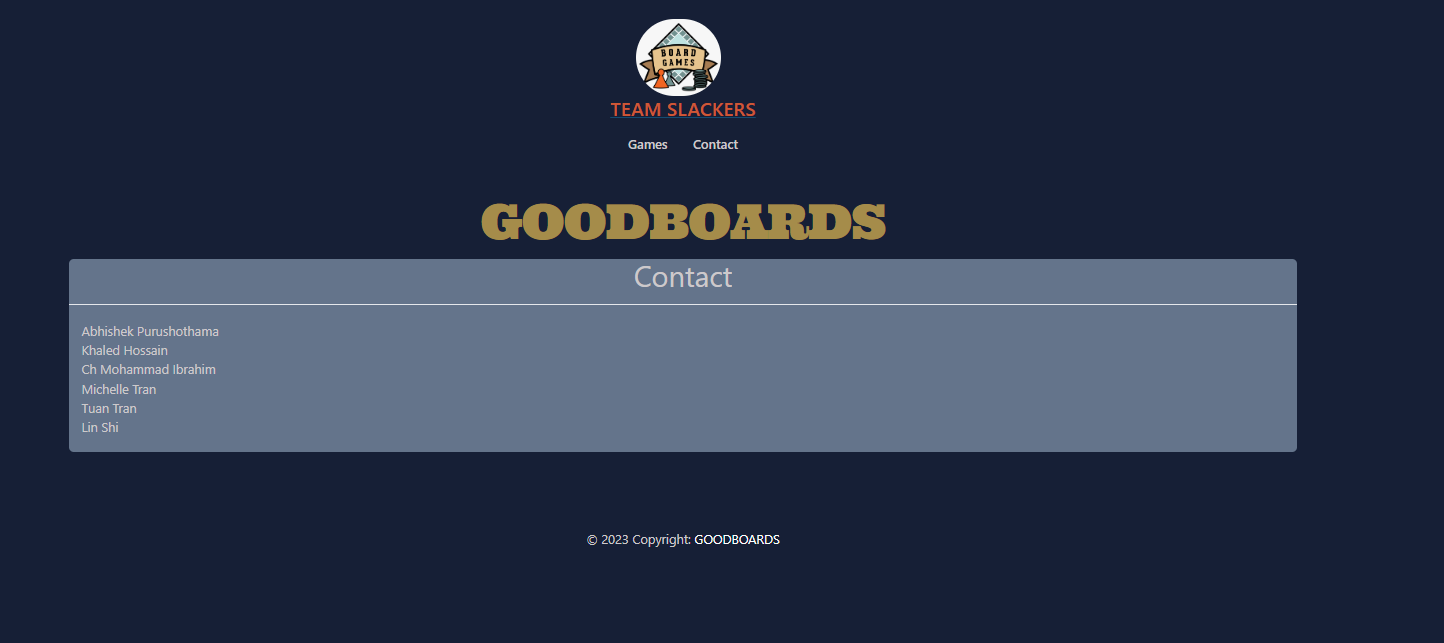 BOARD
GAMES
TEAM SLACKERS
Games Contact
GOODBOARDS
Contact
Abhishek Purushothama
Khaled Hossain
Ch Mohammad Ibrahim
Michelle Tran
Tuan Tran
Lin Shi
© 2023 Copyright: GOODBOARDS